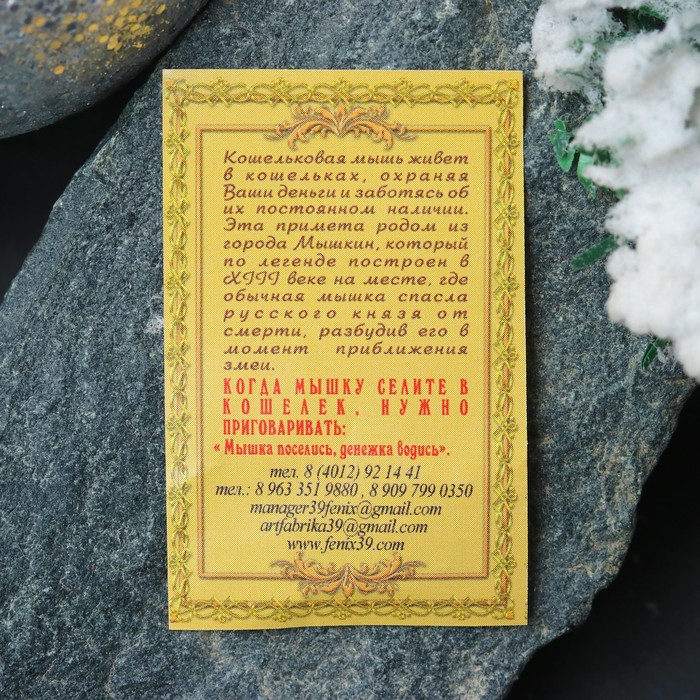 Кошельковая мышь живет
в кошельках, охраняя
Ваши деньги и заботясь об
их постоянном наличии.
Эта примета родом из
города Мышкин, который
по легенде построен в
XIII веке на месте, где
обычная мышка спасла
русского князя от
смерти, разбудив его в
момент приближения
змеи.
КОГДА МЫШКУ СЕЛИТЕ В
КОШЕЛЕК, НУЖНО
ПРИГОВАРИВАТЬ:
« Мышка поселись, денежка водись».
тел. 8 (4012) 92 14 41
тел.: 8 963 351 9880 , 8 909 799 0350
manager39fenix@gmail.com
artfabrika39@gmail.com
www.fenix39.com